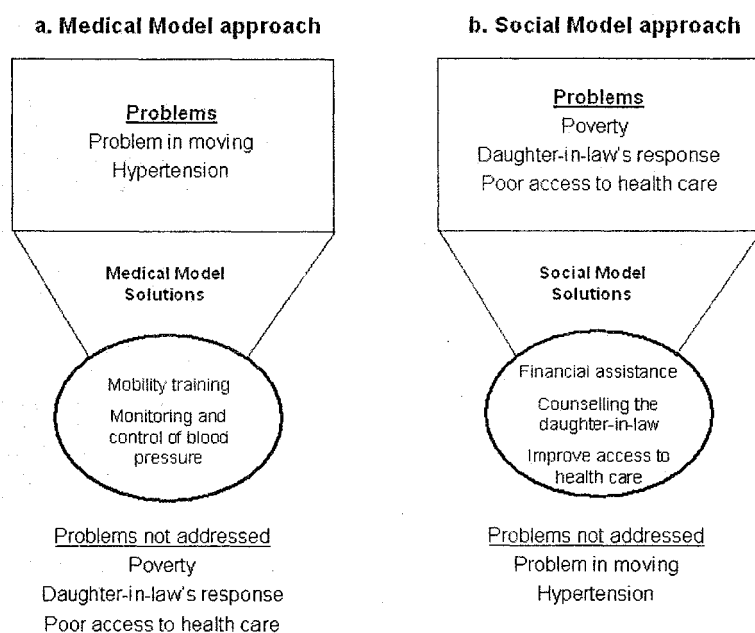 a. Medical Model approach
Problems
Problem in moving
Hypertension
Medical Model
Solutions
Mobility training
Monitoring and
control of blood
pressure
Problems not addressed
Poverty
Daughter-in-law's response
Poor access to health care
b. Social Model approach
Problems
Poverty
Daughter-in-law's response
Poor access to health care
Social Model
Solutions
Financial assistance
Counselling the
daughter-in-law
Improve access to
health care
Problems not addressed
Problem in moving
Hypertension